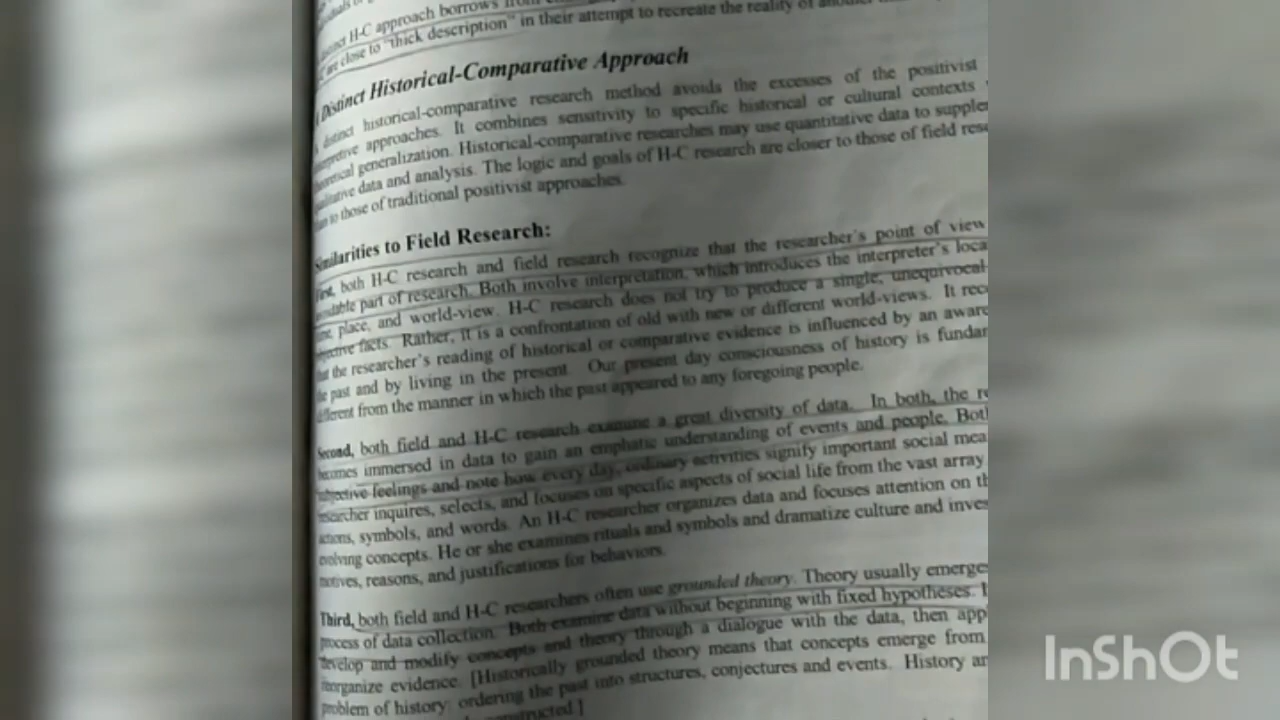 H-C approach borrows from
are close to "thick description" in their attempt to recreate the reality of another
Distinct Historical-Comparative Approach
distinct historical-comparative research method avoids the excesses of the positivist
approaches. It combines sensitivity to specific historical or cultural contexts
generalization. Historical-comparative researches may use quantitative data to supple
data and analysis. The logic and goals of H-C research are closer to those of field rese
to those of traditional positivist approaches.
Similarities to Field Research:
First, both H-C research and field research recognize that the researcher's point of view
part of research. Both involve interpretation, which introduces the interpreter's loca
place, and world-view. H-C research does not try to produce a single, unequivocal
facts. Rather, it is a confrontation of old with new or different world-views. It rec
the researcher's reading of historical or comparative evidence is influenced by an aware
past and by living in the present. Our present day consciousness of history is fundar
different from the manner in which the past appeared to any foregoing people.
Second, both field and H-C research examine a great diversity of data. In both, the re
becomes immersed in data to gain an emphatic understanding of events and people. Both
subjective feelings and note how every day, ordinary activities signify important social mea
researcher inquires, selects, and focuses on specific aspects of social life from the vast array
actions, symbols, and words. An H-C researcher organizes data and focuses attention on th
evolving concepts. He or she examines rituals and symbols and dramatize culture and inves
motives, reasons, and justifications for behaviors.
Third, both field and H-C researchers often use grounded theory. Theory usually emerge
process of data collection. Both examine data without beginning with fixed hypotheses.
develop and modify concepts and theory through a dialogue with the data, then app
reorganize evidence. [Historically grounded theory means that concepts emerge from
problem of history: ordering the past into structures, conjectures and events. History an
InShOt